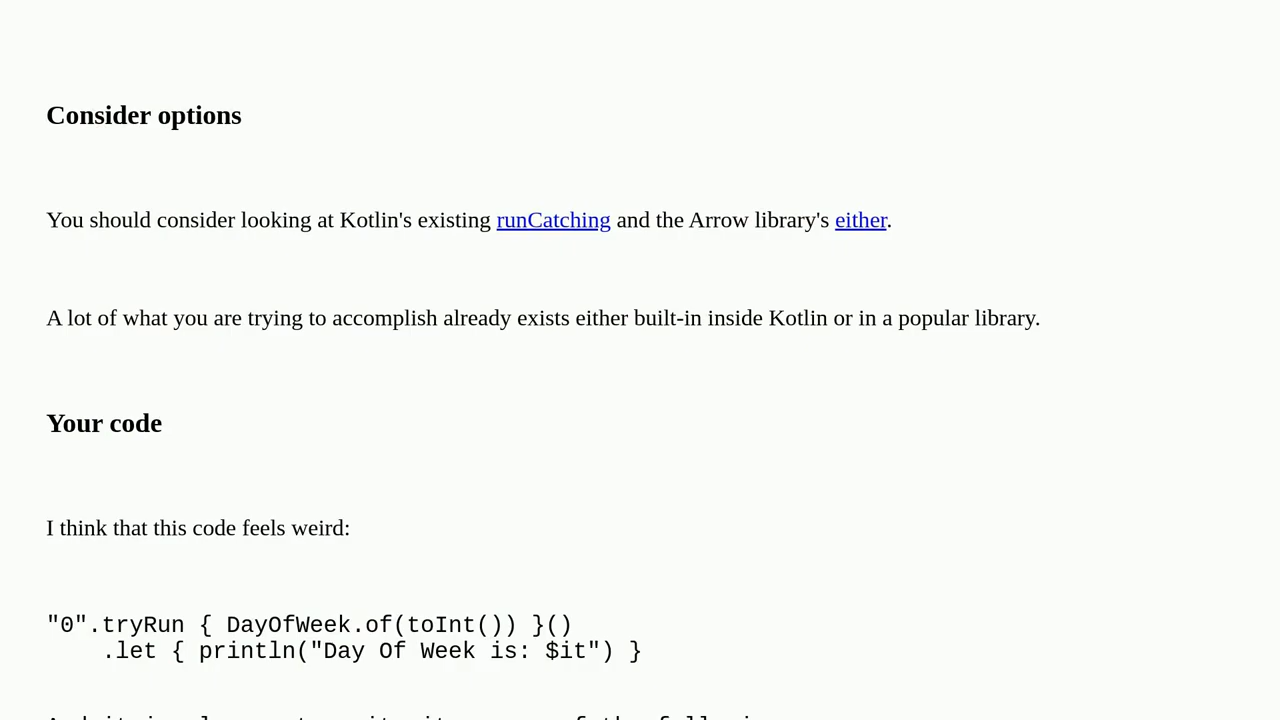 Consider options
You should consider looking at Kotlin's existing runCatching and the Arrow library's either.
A lot of what you are trying to accomplish already exists either built-in inside Kotlin or in a popular library.
Your code
I think that this code feels weird:
"0".tryRun { DayOfWeek.of(toInt()) }()
    .let { println("Day Of Week is: $it") }